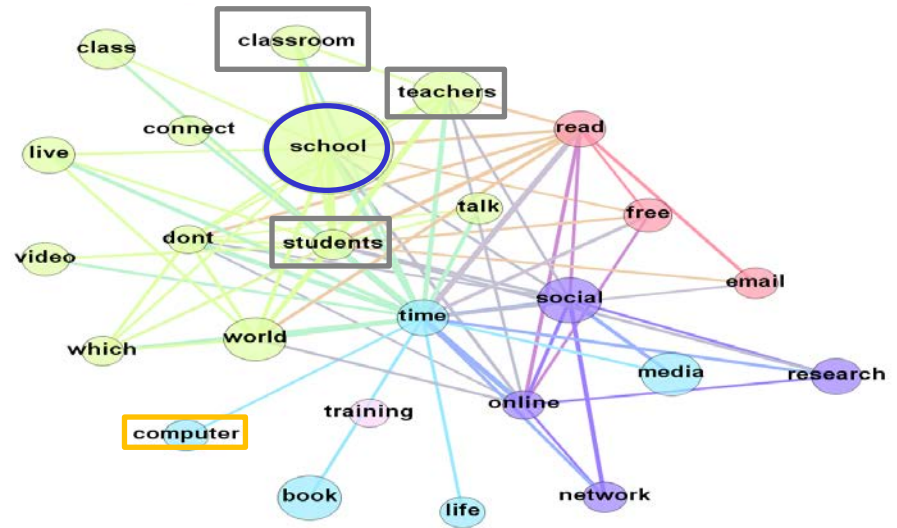 classroom
class
teachers
connect
read
school
live
talk
free
dont
students
video
email
social
time
world
which
media
research
online
training
computer
book
network
life